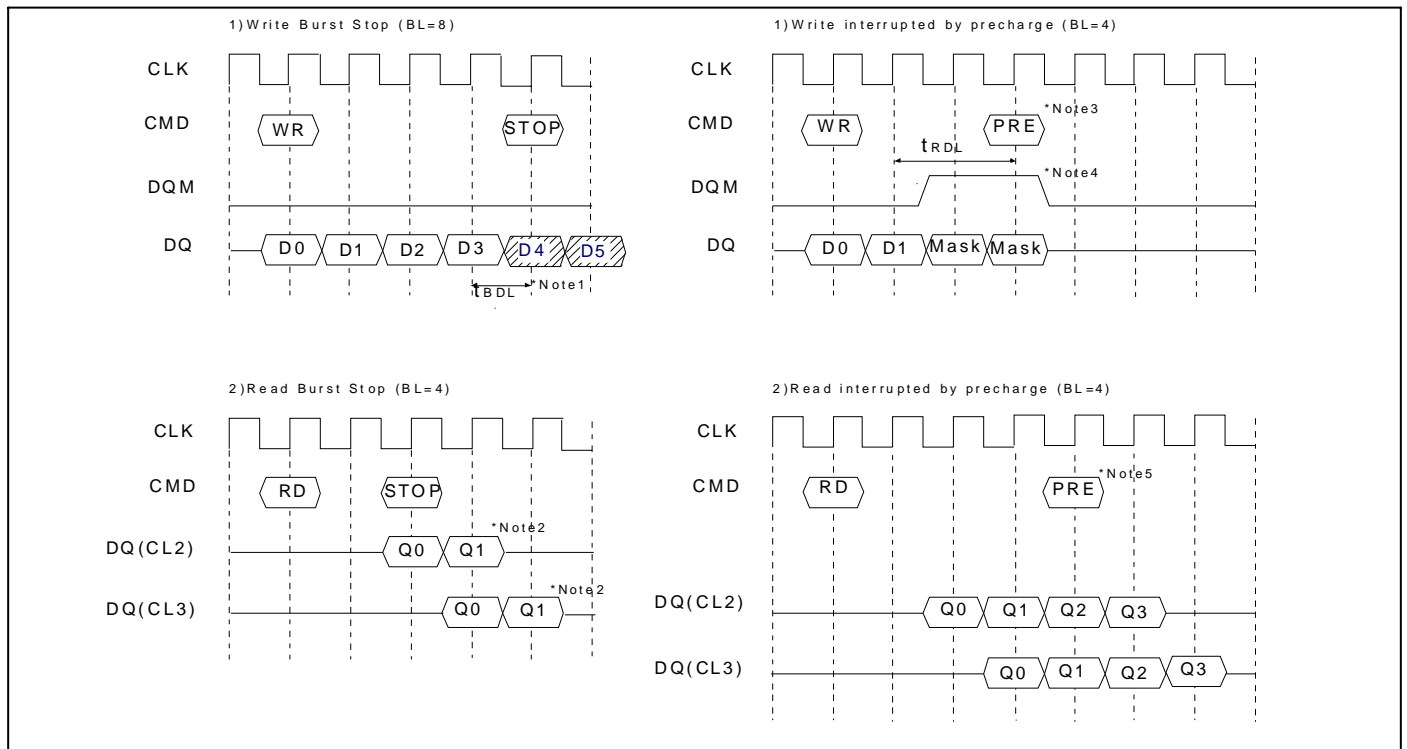 1)Write Burst Stop (BL=8)
CLK
CMD WR STOP
DQM
DQ D0 D1 D2 D3 D4 D5
tBDL *Note1
1)Write interrupted by precharge (BL=4)
CLK
CMD WR PRE *Note3
tRDL
DQM *Note4
DQ D0 D1 Mask Mask
2)Read Burst Stop (BL=4)
CLK
CMD RD STOP
*Note2
DQ(CL2) Q0 Q1
*Note2
DQ(CL3) Q0 Q1
2)Read interrupted by precharge (BL=4)
CLK
CMD RD PRE *Note5
DQ(CL2) Q0 Q1 Q2 Q3
DQ(CL3) Q0 Q1 Q2 Q3